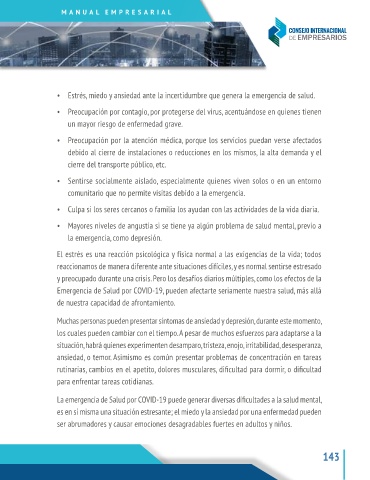 MANUAL EMPRESARIAL
CONSEJO INTERNACIONAL
DE EMPRESARIOS
• Estrés, miedo y ansiedad ante la incertidumbre que genera la emergencia de salud.
• Preocupación por contagio, por protegerse del virus, acentuándose en quienes tienen
un mayor riesgo de enfermedad grave.
• Preocupación por la atención médica, porque los servicios puedan verse afectados
debido al cierre de instalaciones o reducciones en los mismos, la alta demanda y el
cierre del transporte público, etc.
• Sentirse socialmente aislado, especialmente quienes viven solos o en un entorno
comunitario que no permite visitas debido a la emergencia.
• Culpa si los seres cercanos o familia los ayudan con las actividades de la vida diaria.
• Mayores niveles de angustia si se tiene ya algún problema de salud mental, previo a
la emergencia, como depresión.
El estrés es una reacción psicológica y física normal a las exigencias de la vida; todos
reaccionamos de manera diferente ante situaciones difíciles, y es normal sentirse estresado
y preocupado durante una crisis. Pero los desafíos diarios múltiples, como los efectos de la
Emergencia de Salud por COVID-19, pueden afectarte seriamente nuestra salud, más allá
de nuestra capacidad de afrontamiento.
Muchas personas pueden presentar síntomas de ansiedad y depresión, durante este momento,
los cuales pueden cambiar con el tiempo. A pesar de muchos esfuerzos para adaptarse a la
situación, habrá quienes experimenten desamparo, tristeza, enojo, irritabilidad, desesperanza,
ansiedad, o temor. Asimismo es común presentar problemas de concentración en tareas
rutinarias, cambios en el apetito, dolores musculares, dificultad para dormir, o dificultad
para enfrentar tareas cotidianas.
La emergencia de Salud por COVID-19 puede generar diversas dificultades a la salud mental,
es en si misma una situación estresante; el miedo y la ansiedad por una enfermedad pueden
ser abrumadores y causar emociones desagradables fuertes en adultos y niños.
143